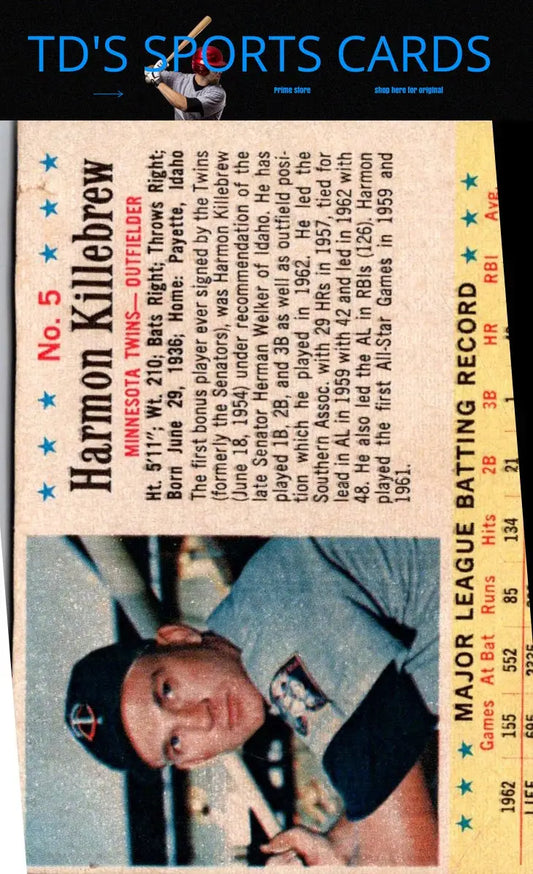 TD'S SPORTS CARDS
Prime store
shop here for original
No. 5
Harmon Killebrew
MINNESOTA TWINS— OUTFIELDER
Ht. 5'11"; Wt. 210; Bats Right; Throws Right;
Born June 29, 1936; Home: Payette, Idaho
The first bonus player ever signed by the Twins
(formerly the Senators), was Harmon Killebrew
(June 18, 1954) under recommendation of the
late Senator Herman Welker of Idaho. He has
played 1B, 2B, and 3B as well as outfield posi-
tion which he played in 1962. He led the
Southern Assoc. with 29 HRs in 1957, tied for
lead in AL in 1959 with 42 and led in 1962 with
48. He also led the AL in RBIs (126). Harmon
played the first All-Star Games in 1959 and
1961.
MAJOR LEAGUE BATTING RECORD
Games At Bat Runs Hits 2B 3B HR RBI Avg.
1962 155 552 85 134 21 1